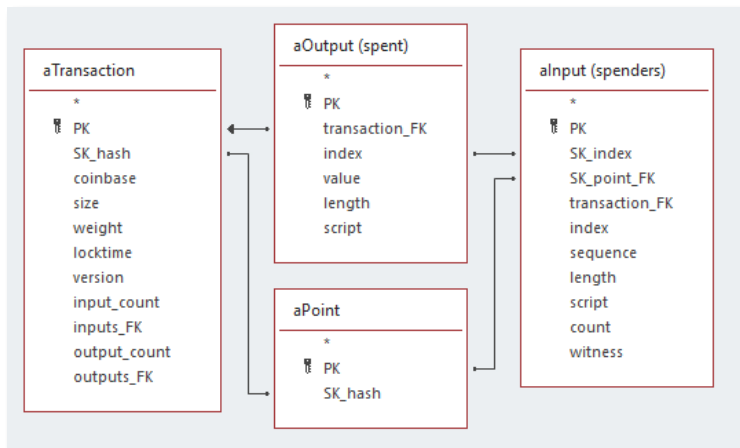 aTransaction
*
PK
SK_hash
coinbase
size
weight
locktime
version
input_count
inputs_FK
output_count
outputs_FK
aOutput (spent)
*
PK
transaction_FK
index
value
length
script
aPoint
*
PK
SK_hash
aInput (spenders)
*
PK
SK_index
SK_point_FK
transaction_FK
index
sequence
length
script
count
witness